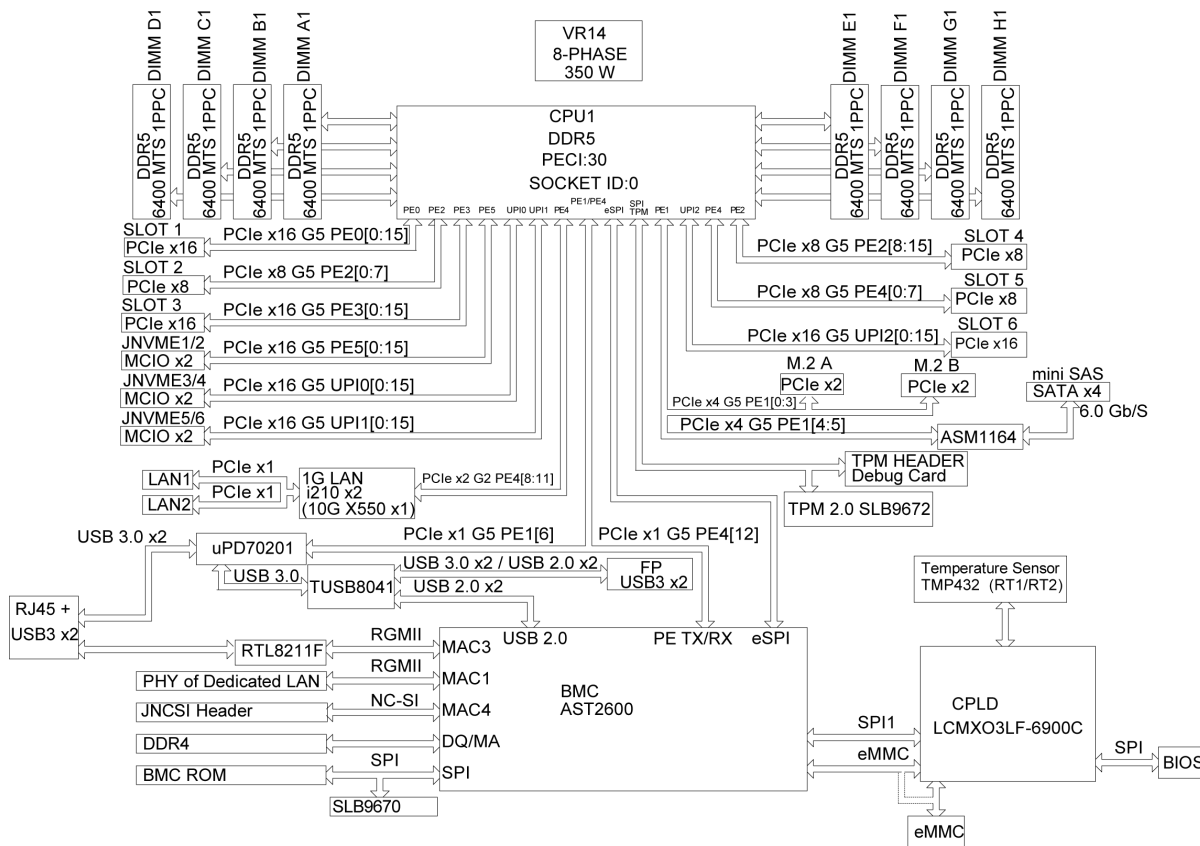 DIMM D1
DIMM C1
DIMM B1
DIMM A1
VR14
8-PHASE
350 W
DIMM E1
DIMM F1
DIMM G1
DIMM H1
DDR5
6400 MTS 1PPC
DDR5
6400 MTS 1PPC
DDR5
6400 MTS 1PPC
DDR5
6400 MTS 1PPC
CPU1
DDR5
PECI:30
SOCKET ID:0
DDR5
6400 MTS 1PPC
DDR5
6400 MTS 1PPC
DDR5
6400 MTS 1PPC
DDR5
6400 MTS 1PPC
PE0
PE2
PE3
PE5
UPI0
UPI1
PE4
PE1/PE4
eSPI
SPI
TPM
PE1
UPI2
PE4
PE2
SLOT 1
PCIe x16
PCIe x16 G5 PE0[0:15]
SLOT 2
PCIe x8
PCIe x8 G5 PE2[0:7]
SLOT 3
PCIe x16
PCIe x16 G5 PE3[0:15]
JNVME1/2
MCIO x2
PCIe x16 G5 PE5[0:15]
JNVME3/4
MCIO x2
PCIe x16 G5 UPI0[0:15]
JNVME5/6
MCIO x2
PCIe x16 G5 UPI1[0:15]
PCIe x8 G5 PE2[8:15]
SLOT 4
PCIe x8
PCIe x8 G5 PE4[0:7]
SLOT 5
PCIe x8
PCIe x16 G5 UPI2[0:15]
SLOT 6
PCIe x16
M.2 A
PCIe x2
M.2 B
PCIe x2
PCIe x4 G5 PE1[0:3]
PCIe x4 G5 PE1[4:5]
mini SAS
SATA x4
6.0 Gb/S
ASM1164
LAN1
PCIe x1
LAN2
PCIe x1
1G LAN
i210 x2
(10G X550 x1)
PCIe x2 G2 PE4[8:11]
TPM HEADER
Debug Card
TPM 2.0 SLB9672
USB 3.0 x2
uPD70201
PCIe x1 G5 PE1[6]
PCIe x1 G5 PE4[12]
USB 3.0
TUSB8041
USB 3.0 x2 / USB 2.0 x2
FP
USB3 x2
USB 2.0 x2
Temperature Sensor
TMP432 (RT1/RT2)
RJ45 +
USB3 x2
RTL8211F
RGMII
MAC3
USB 2.0
PE TX/RX
eSPI
PHY of Dedicated LAN
RGMII
MAC1
JNCSI Header
NC-SI
MAC4
BMC
AST2600
DDR4
DQ/MA
BMC ROM
SPI
SPI
SLB9670
CPLD
LCMXO3LF-6900C
SPI1
eMMC
SPI
BIOS
eMMC